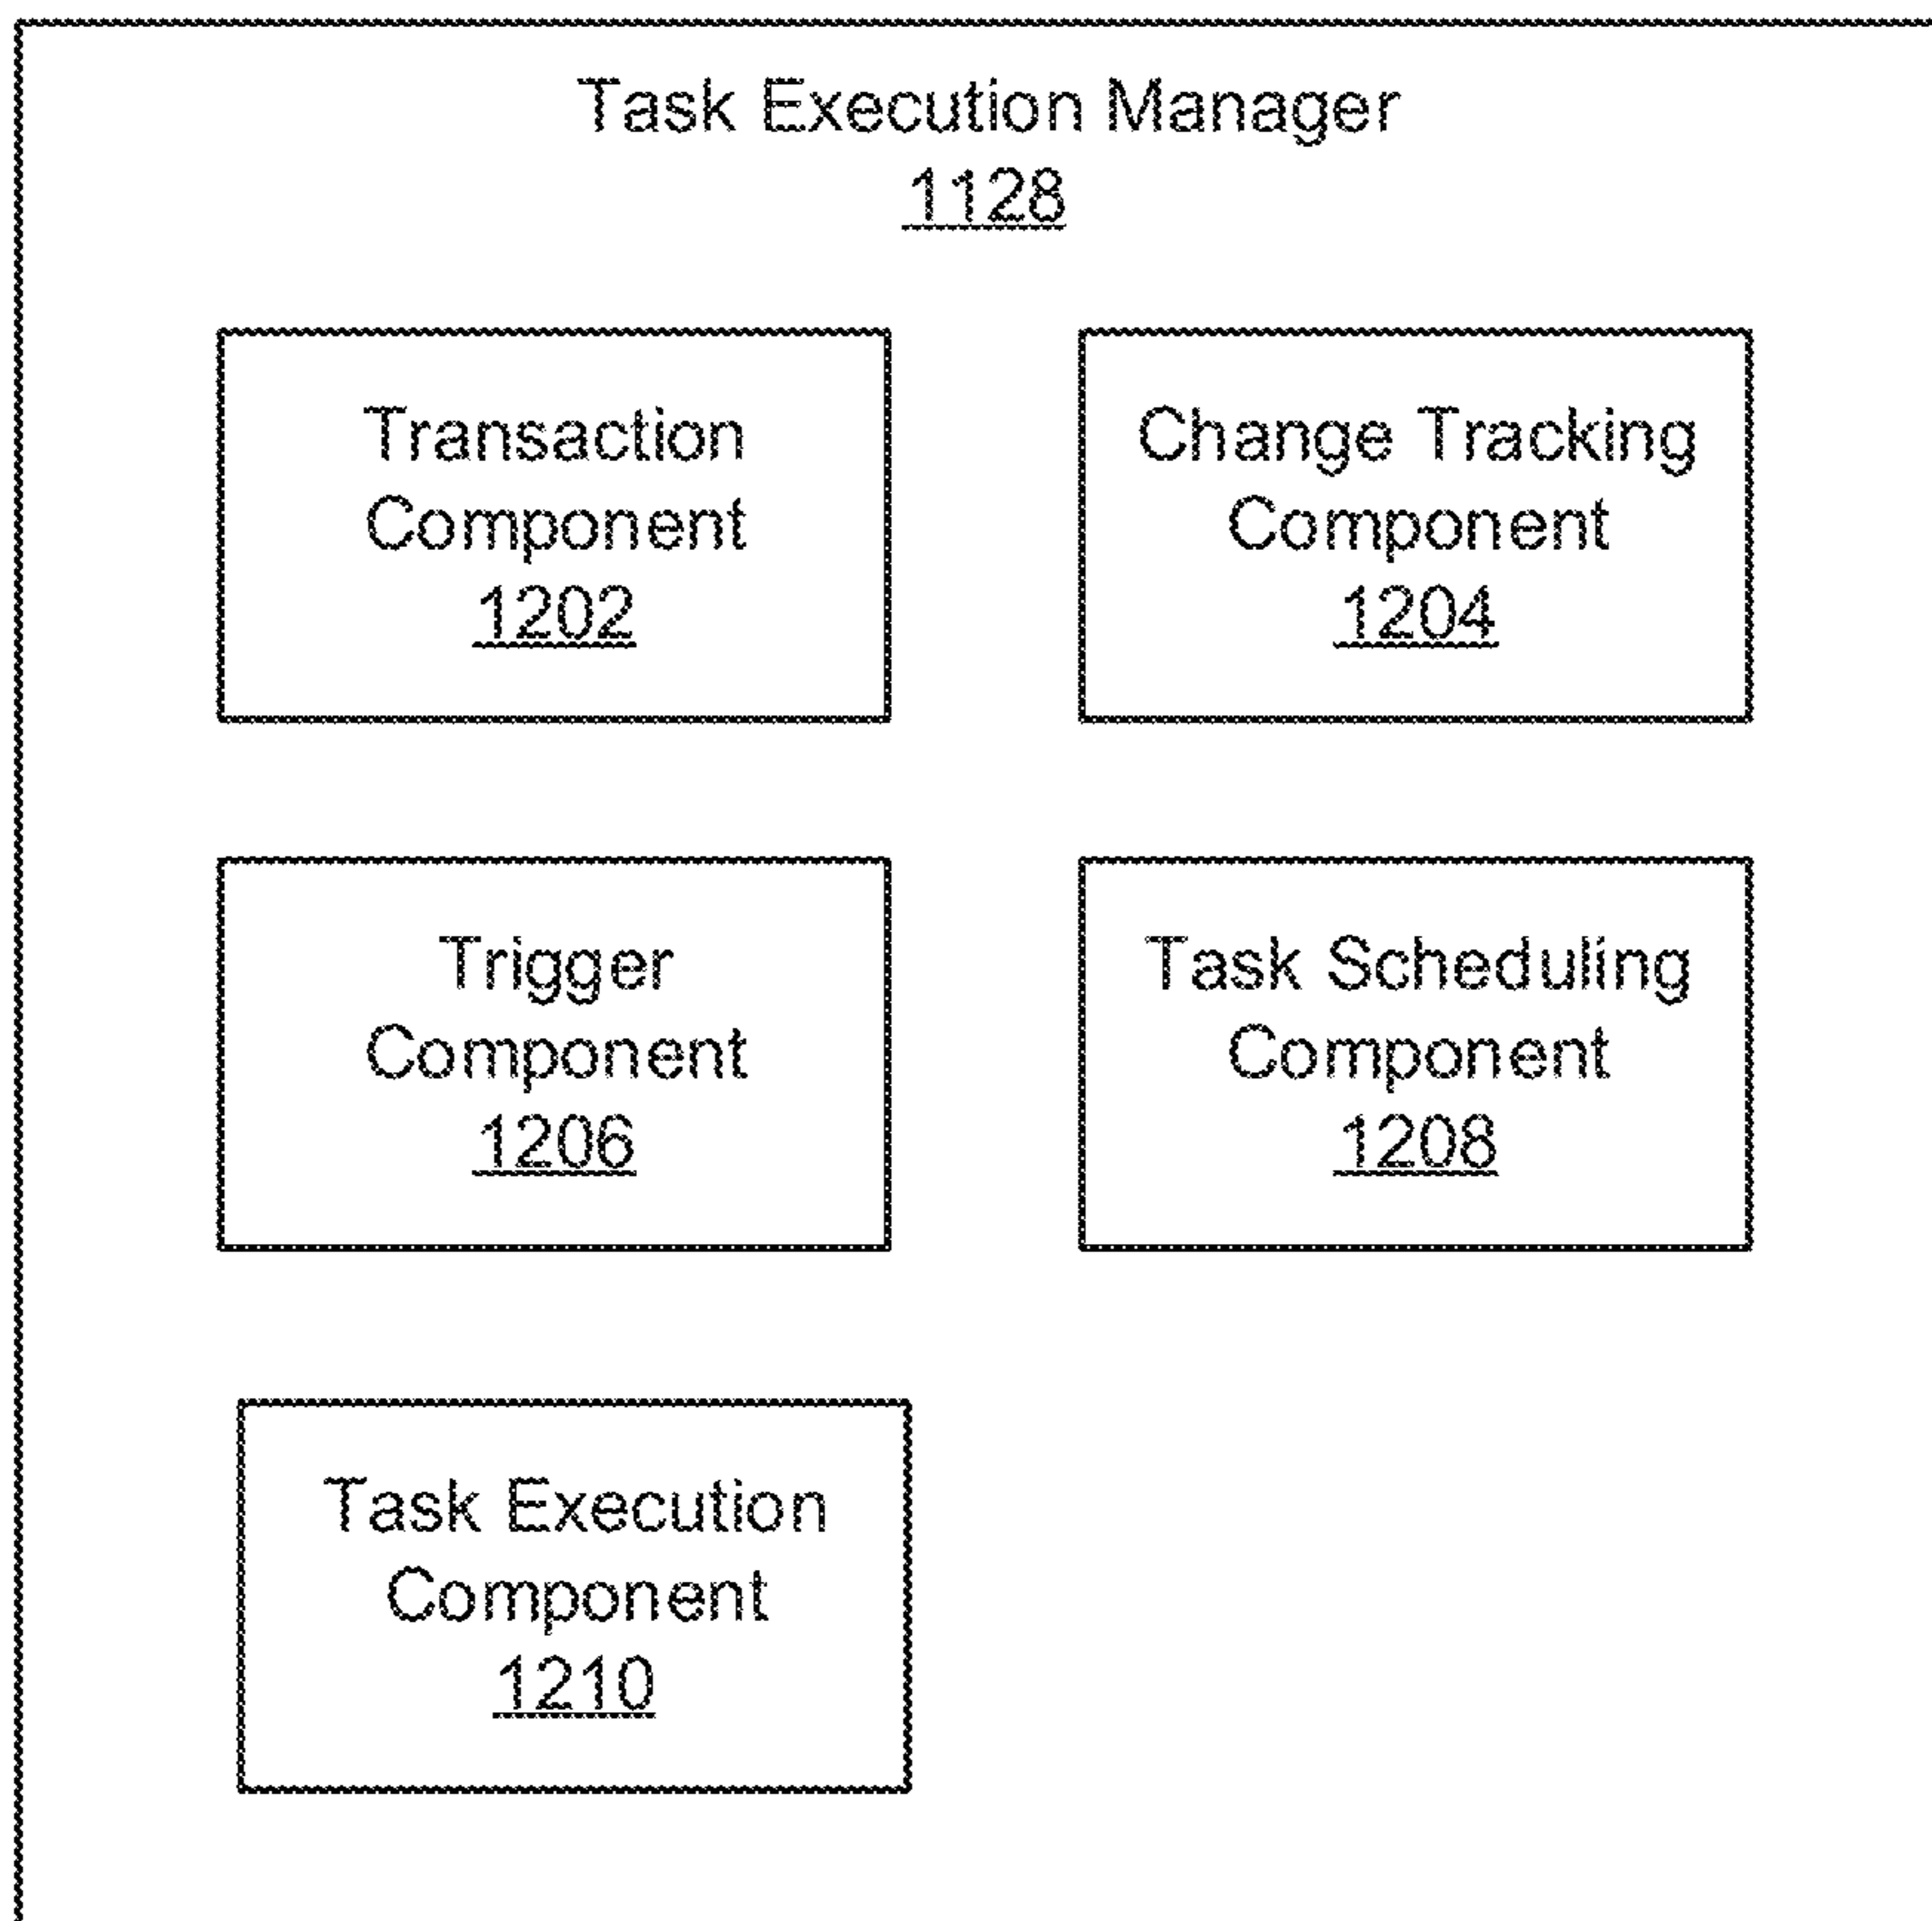 Task Execution Manager
1128
Transaction
Component
1202
Change Tracking
Component
1204
Trigger
Component
1206
Task Scheduling
Component
1208
Task Execution
Component
1210